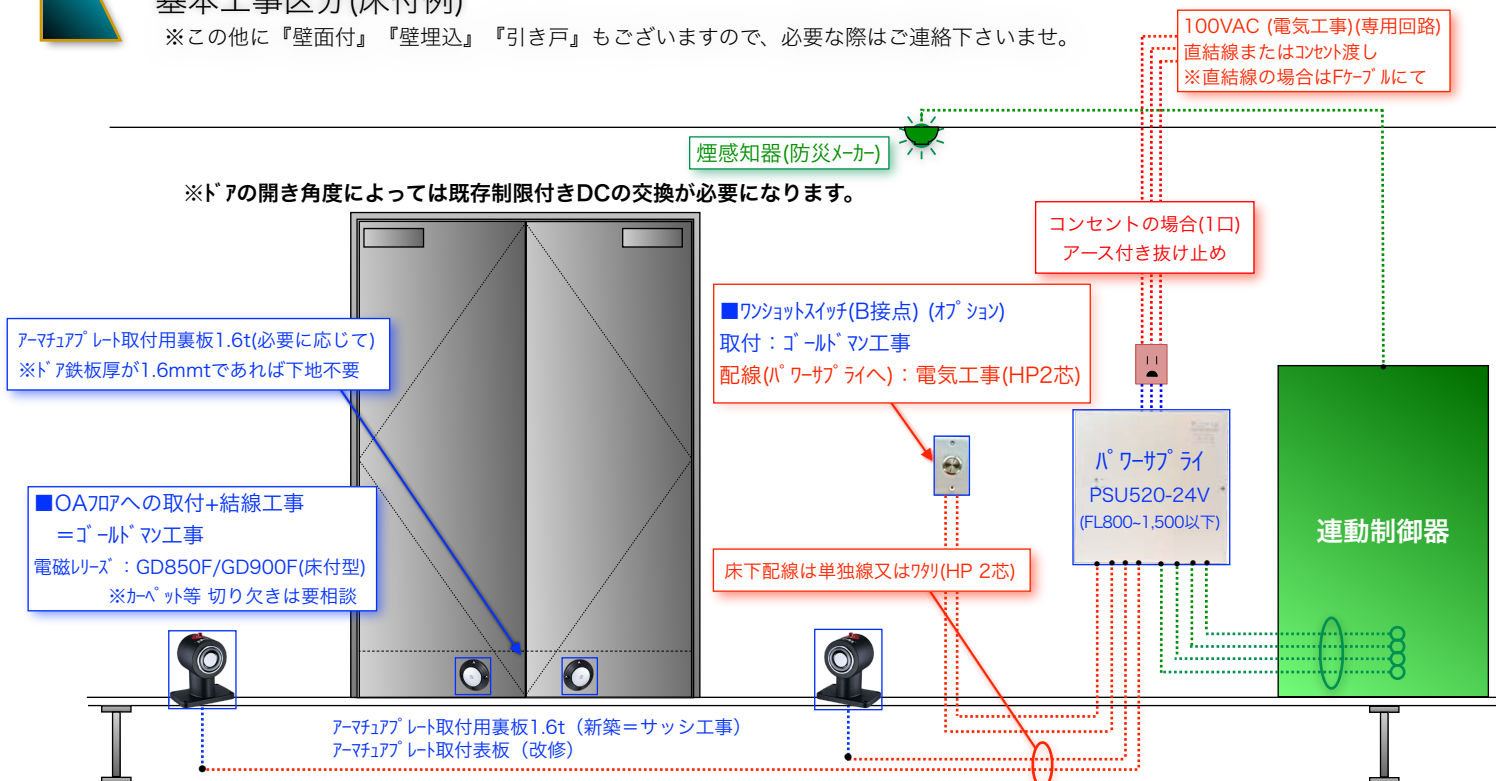 基本工事区分(床付例)
※この他に『壁面付』『壁埋込』『引き戸』もございますので、必要な際はご連絡下さいませ。
100VAC (電気工事)(専用回路)
直結線またはｺﾝｾﾝﾄ渡し
※直結線の場合はFｹｰﾌﾞﾙにて
煙感知器(防災ﾒｰｶｰ)
※ﾄﾞｱの開き角度によっては既存制限付きDCの交換が必要になります。
コンセントの場合(1口)
アース付き抜け止め
■ﾜﾝｼｮｯﾄｽｲｯﾁ(B接点) (ｵﾌﾟｼｮﾝ)
取付：ｺﾞｰﾙﾄﾞﾏﾝ工事
配線(ﾊﾟﾜｰｻﾌﾟﾗｲへ)：電気工事(HP2芯)
ｱｰﾏﾁｭｱﾌﾟﾚｰﾄ取付用裏板1.6t(必要に応じて)
※ﾄﾞｱ鉄板厚が1.6mmtであれば下地不要
ﾊﾟﾜｰｻﾌﾟﾗｲ
PSU520-24V
(FL800~1,500以下)
連動制御器
■OAﾌﾛｱへの取付+結線工事
＝ｺﾞｰﾙﾄﾞﾏﾝ工事
電磁ﾚﾘｰｽﾞ：GD850F/GD900F(床付型)
※ｶｰﾍﾟｯﾄ等 切り欠きは要相談
床下配線は単独線又はﾜﾀﾘ(HP 2芯)
ｱｰﾏﾁｭｱﾌﾟﾚｰﾄ取付用裏板1.6t（新築＝サッシ工事）
ｱｰﾏﾁｭｱﾌﾟﾚｰﾄ取付表板（改修）